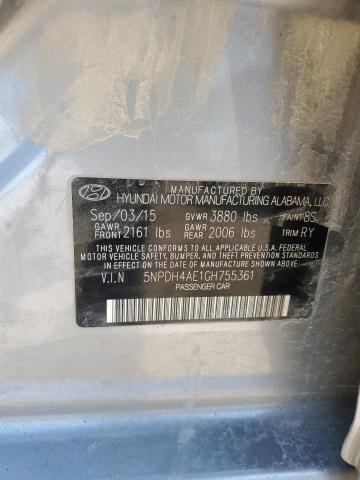 MANUFACTURED BY
HYUNDAI MOTOR MANUFACTURING ALABAMA, LLC
Sep/03/15 GVWR 3880 lbs PAINT 8S
GAWR FRONT 2161 lbs GAWR REAR 2006 lbs TRIM RY
THIS VEHICLE CONFORMS TO ALL APPLICABLE U.S.A. FEDERAL
MOTOR VEHICLE SAFETY, BUMPER, AND THEFT PREVENTION
STANDARDS IN EFFECT ON THE DATE OF MANUFACTURE SHOWN ABOVE.
V.I.N 5NPDH4AE1GH755361
PASSENGER CAR